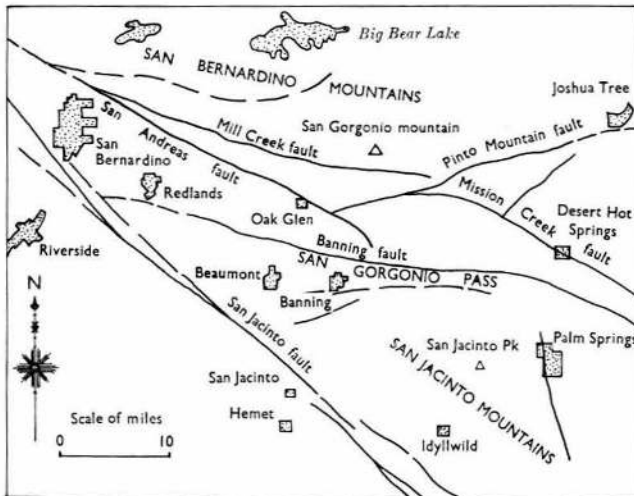 Big Bear Lake
SAN BERNARDINO MOUNTAINS
Joshua Tree
San Andreas fault
Mill Creek fault
San Gorgonio mountain
Pinto Mountain fault
San
Bernardino
Redlands
Oak Glen
Mission Creek fault
Desert Hot
Springs
Riverside
Banning fault
SAN GORGONIO PASS
Beaumont
Banning
N
San Jacinto fault
San Jacinto Pk
Palm Springs
SAN JACINTO MOUNTAINS
San Jacinto
Hemet
Idyllwild
Scale of miles
0 10